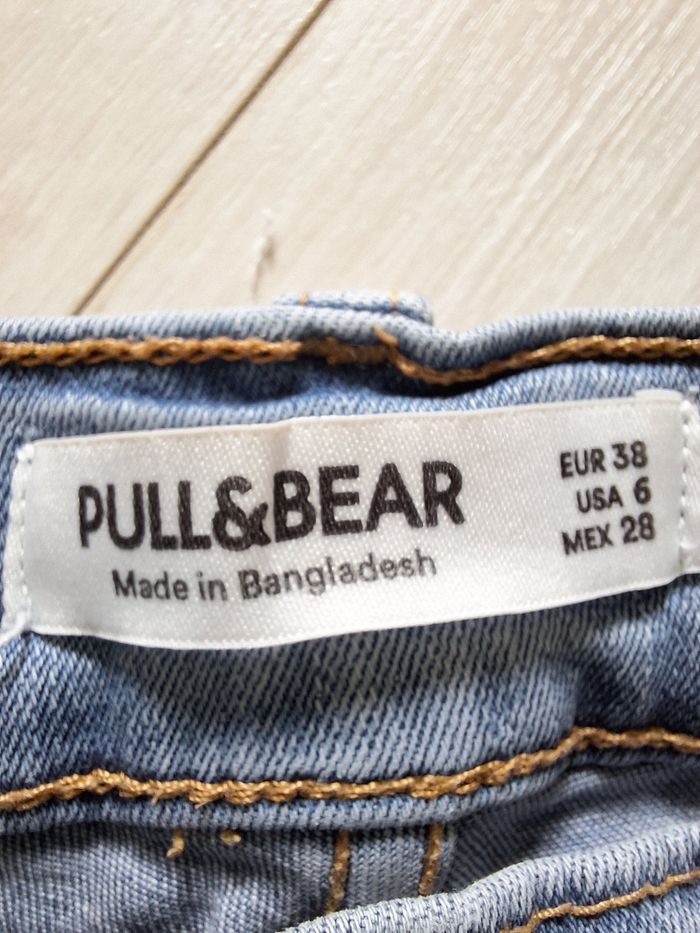 PULL&BEAR
Made in Bangladesh
EUR 38
USA 6
MEX 28